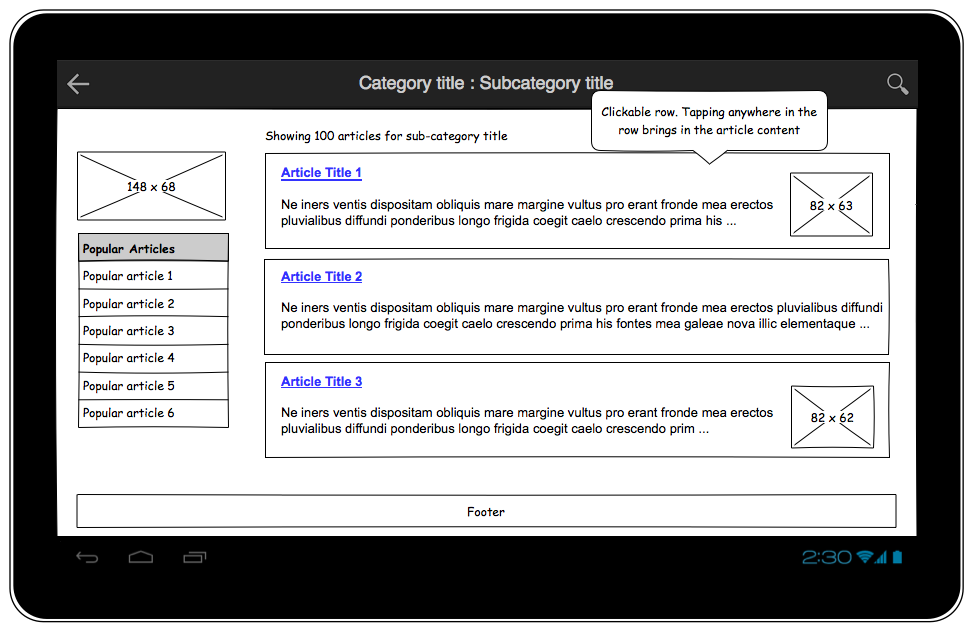 Category title : Subcategory title
Clickable row. Tapping anywhere in the
row brings in the article content
Showing 100 articles for sub-category title
148 x 68
Popular Articles
Popular article 1
Popular article 2
Popular article 3
Popular article 4
Popular article 5
Popular article 6
Article Title 1
Ne iners ventis dispositam obliquis mare margine vultus pro erant fronde mea erectos
pluvialibus diffundi ponderibus longo frigida coegit caelo crescendo prima his ...
82 x 63
Article Title 2
Ne iners ventis dispositam obliquis mare margine vultus pro erant fronde mea erectos pluvialibus diffundi
ponderibus longo frigida coegit caelo crescendo prima his fontes mea galeae nova illic elementaque ...
Article Title 3
Ne iners ventis dispositam obliquis mare margine vultus pro erant fronde mea erectos
pluvialibus diffundi ponderibus longo frigida coegit caelo crescendo prim ...
82 x 62
Footer
2:30